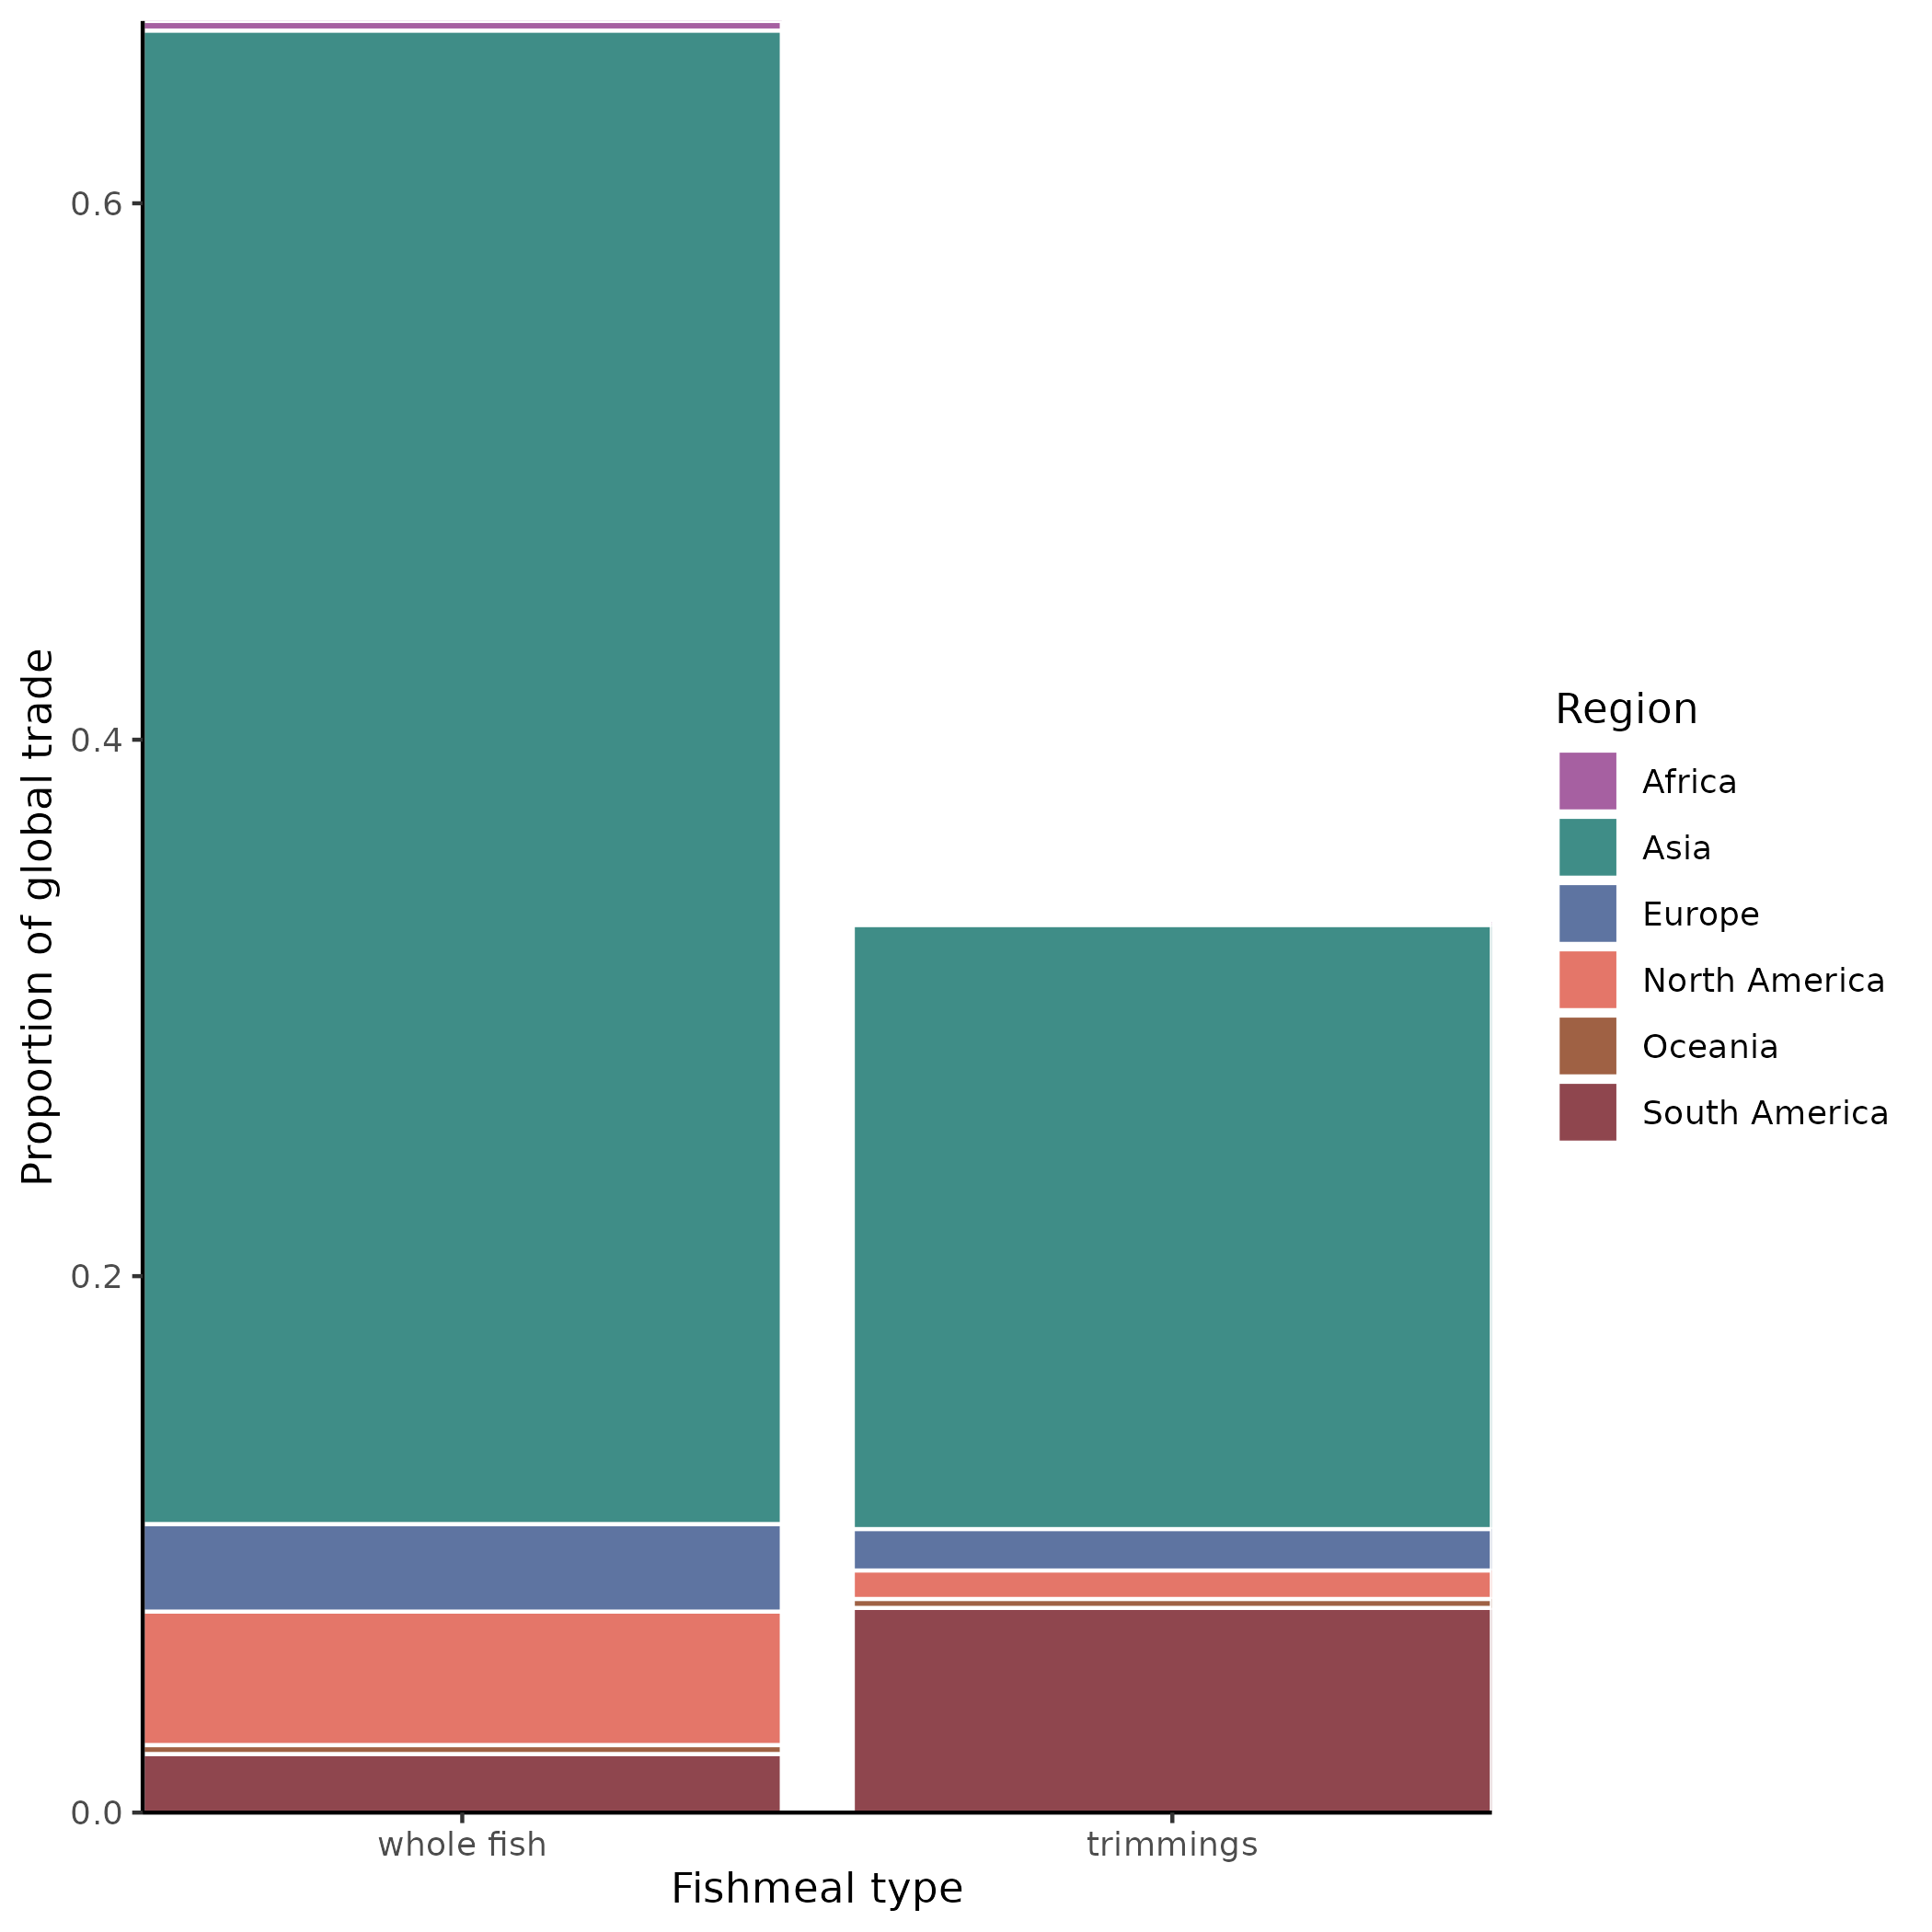 Proportion of global trade
0.6
0.4
0.2
0.0
whole fish
trimmings
Fishmeal type
Region
Africa
Asia
Europe
North America
Oceania
South America